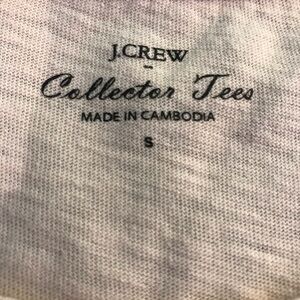 J.CREW
Collector Tees
MADE IN CAMBODIA
S